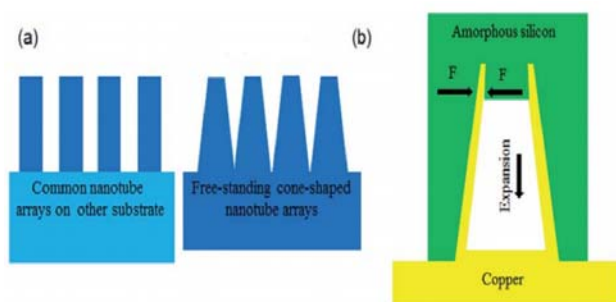 (a)
Common nanotube
arrays on other substrate
Free-standing cone-shaped
nanotube arrays
(b)
Amorphous silicon
F
F
Expansion
Copper